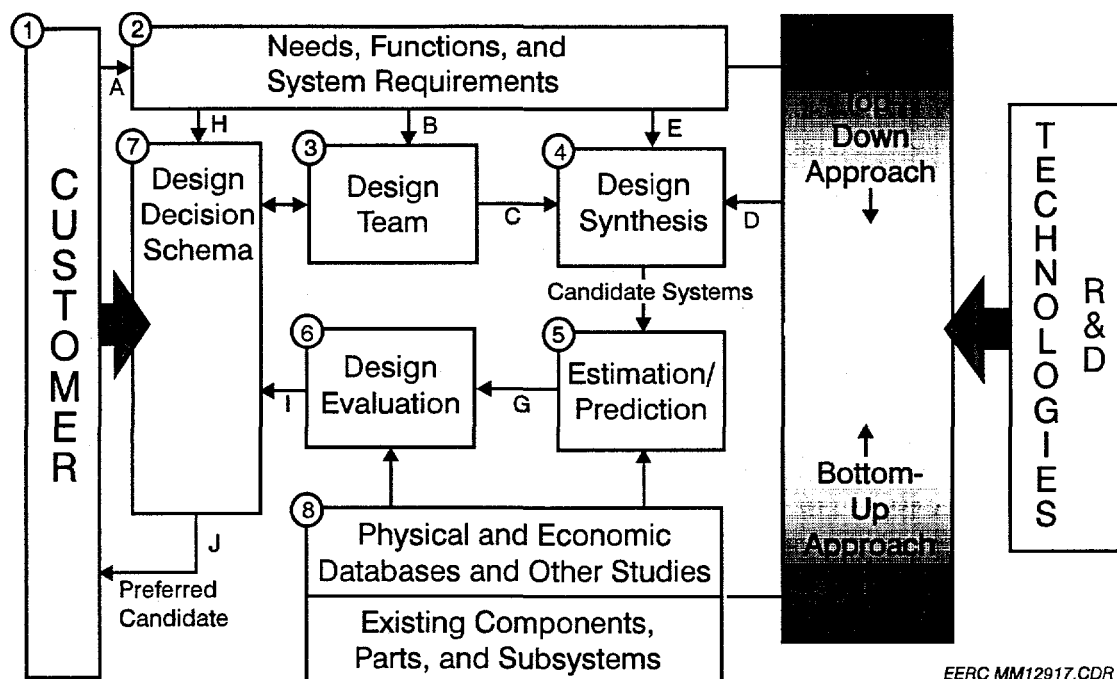 1
CUSTOMER
A
2
Needs, Functions, and
System Requirements
H
B
E
7
Design
Decision
Schema
3
Design
Team
C
4
Design
Synthesis
D
Candidate Systems
6
Design
Evaluation
I
G
5
Estimation/
Prediction
J
Preferred
Candidate
8
Physical and Economic
Databases and Other Studies
Existing Components,
Parts, and Subsystems
Top
Down
Approach
Bottom-
Up
Approach
TECHNOLOGIES
R&D
EERC MM12917.CDR